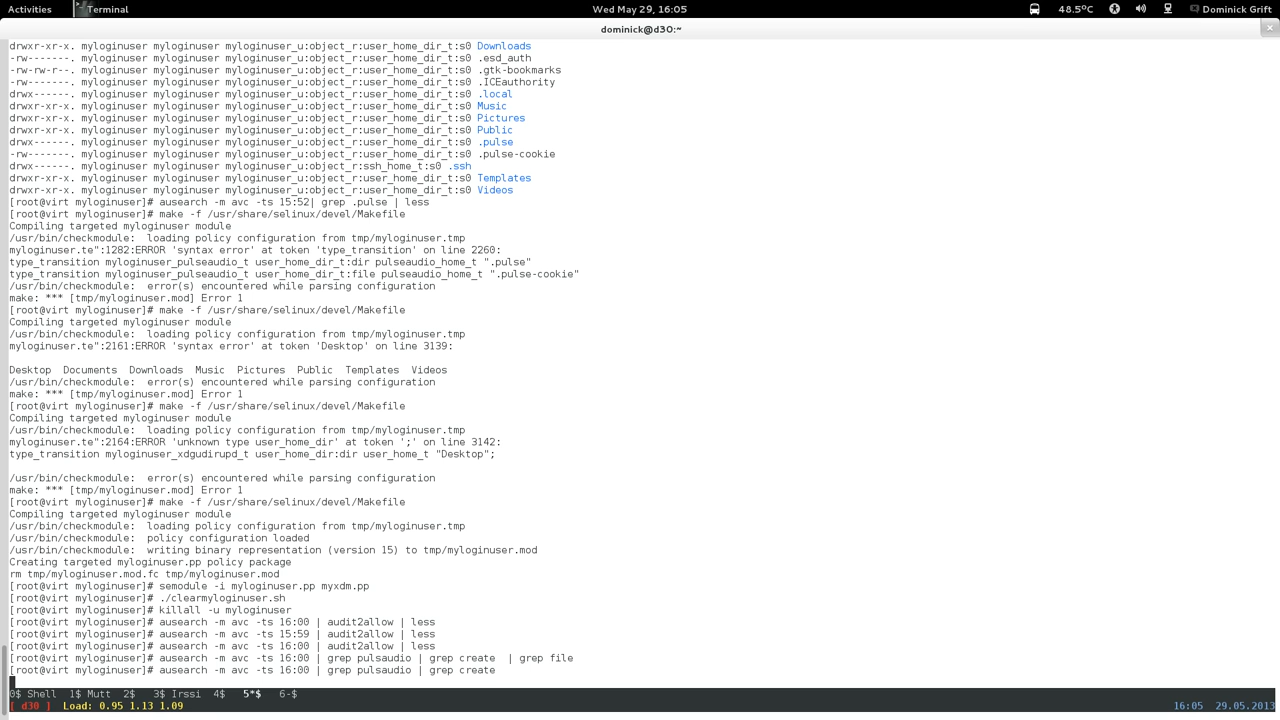 Activities Terminal Wed May 29, 16:05 48.5°C Dominick Grift
dominick@d30:~
drwxr-xr-x. myloginuser myloginuser myloginuser_u:object_r:user_home_dir_t:s0 Downloads
-rw-------. myloginuser myloginuser myloginuser_u:object_r:user_home_dir_t:s0 .esd_auth
-rw-rw-r--. myloginuser myloginuser myloginuser_u:object_r:user_home_dir_t:s0 .gtk-bookmarks
-rw-------. myloginuser myloginuser myloginuser_u:object_r:user_home_dir_t:s0 .ICEauthority
drwx------. myloginuser myloginuser myloginuser_u:object_r:user_home_dir_t:s0 .local
drwxr-xr-x. myloginuser myloginuser myloginuser_u:object_r:user_home_dir_t:s0 Music
drwxr-xr-x. myloginuser myloginuser myloginuser_u:object_r:user_home_dir_t:s0 Pictures
drwxr-xr-x. myloginuser myloginuser myloginuser_u:object_r:user_home_dir_t:s0 Public
drwx------. myloginuser myloginuser myloginuser_u:object_r:user_home_dir_t:s0 .pulse
-rw-------. myloginuser myloginuser myloginuser_u:object_r:user_home_dir_t:s0 .pulse-cookie
drwx------. myloginuser myloginuser myloginuser_u:object_r:ssh_home_t:s0 .ssh
drwxr-xr-x. myloginuser myloginuser myloginuser_u:object_r:user_home_dir_t:s0 Templates
drwxr-xr-x. myloginuser myloginuser myloginuser_u:object_r:user_home_dir_t:s0 Videos
[root@virt myloginuser]# ausearch -m avc -ts 15:52| grep .pulse | less
[root@virt myloginuser]# make -f /usr/share/selinux/devel/Makefile
Compiling targeted myloginuser module
/usr/bin/checkmodule:  loading policy configuration from tmp/myloginuser.tmp
myloginuser.te":1282:ERROR 'syntax error' at token 'type_transition' on line 2260:
type_transition myloginuser_pulseaudio_t user_home_dir_t:dir pulseaudio_home_t ".pulse"
type_transition myloginuser_pulseaudio_t user_home_dir_t:file pulseaudio_home_t ".pulse-cookie"
/usr/bin/checkmodule:  error(s) encountered while parsing configuration
make: *** [tmp/myloginuser.mod] Error 1
[root@virt myloginuser]# make -f /usr/share/selinux/devel/Makefile
Compiling targeted myloginuser module
/usr/bin/checkmodule:  loading policy configuration from tmp/myloginuser.tmp
myloginuser.te":2161:ERROR 'syntax error' at token 'Desktop' on line 3139:
Desktop  Documents  Downloads  Music  Pictures  Public  Templates  Videos
/usr/bin/checkmodule:  error(s) encountered while parsing configuration
make: *** [tmp/myloginuser.mod] Error 1
[root@virt myloginuser]# make -f /usr/share/selinux/devel/Makefile
Compiling targeted myloginuser module
/usr/bin/checkmodule:  loading policy configuration from tmp/myloginuser.tmp
myloginuser.te":2164:ERROR 'unknown type user_home_dir' at token ';' on line 3142:
type_transition myloginuser_xdgudirupd_t user_home_dir:dir user_home_t "Desktop";
/usr/bin/checkmodule:  error(s) encountered while parsing configuration
make: *** [tmp/myloginuser.mod] Error 1
[root@virt myloginuser]# make -f /usr/share/selinux/devel/Makefile
Compiling targeted myloginuser module
/usr/bin/checkmodule:  loading policy configuration from tmp/myloginuser.tmp
/usr/bin/checkmodule:  policy configuration loaded
/usr/bin/checkmodule:  writing binary representation (version 15) to tmp/myloginuser.mod
Creating targeted myloginuser.pp policy package
rm tmp/myloginuser.mod.fc tmp/myloginuser.mod
[root@virt myloginuser]# semodule -i myloginuser.pp myxdm.pp
[root@virt myloginuser]# ./clearmyloginuser.sh
[root@virt myloginuser]# killall -u myloginuser
[root@virt myloginuser]# ausearch -m avc -ts 16:00 | audit2allow | less
[root@virt myloginuser]# ausearch -m avc -ts 15:59 | audit2allow | less
[root@virt myloginuser]# ausearch -m avc -ts 16:00 | audit2allow | less
[root@virt myloginuser]# ausearch -m avc -ts 16:00 | grep pulsaudio | grep create  | grep file
[root@virt myloginuser]# ausearch -m avc -ts 16:00 | grep pulsaudio | grep create
0$ Shell  1$ Mutt  2$  3$ Irssi  4$  5*$  6-$
[ d30 ]  Load: 0.95 1.13 1.09 16:05  29.05.2013